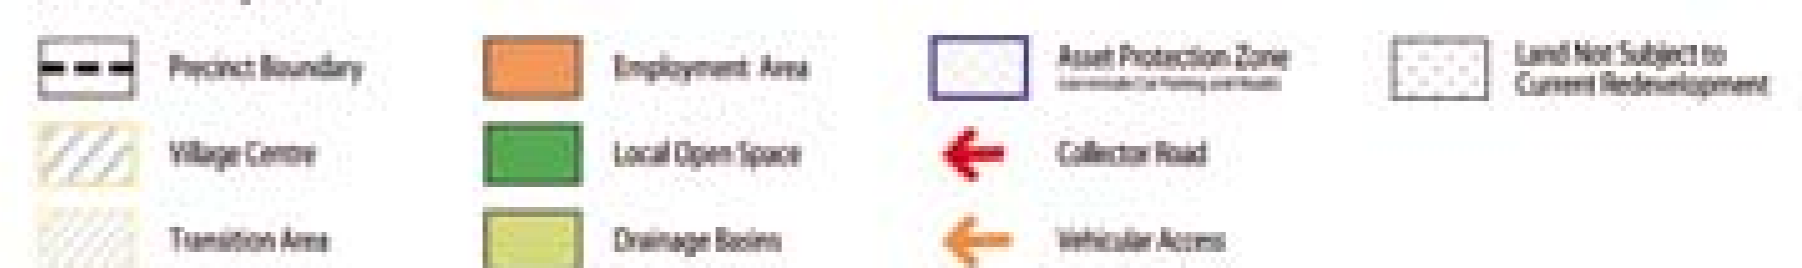 Precinct Boundary
Village Centre
Transition Area
Employment Area
Local Open Space
Drainage Basins
Asset Protection Zone
Collector Road
Vehicular Access
Land Not Subject to
Current Redevelopment